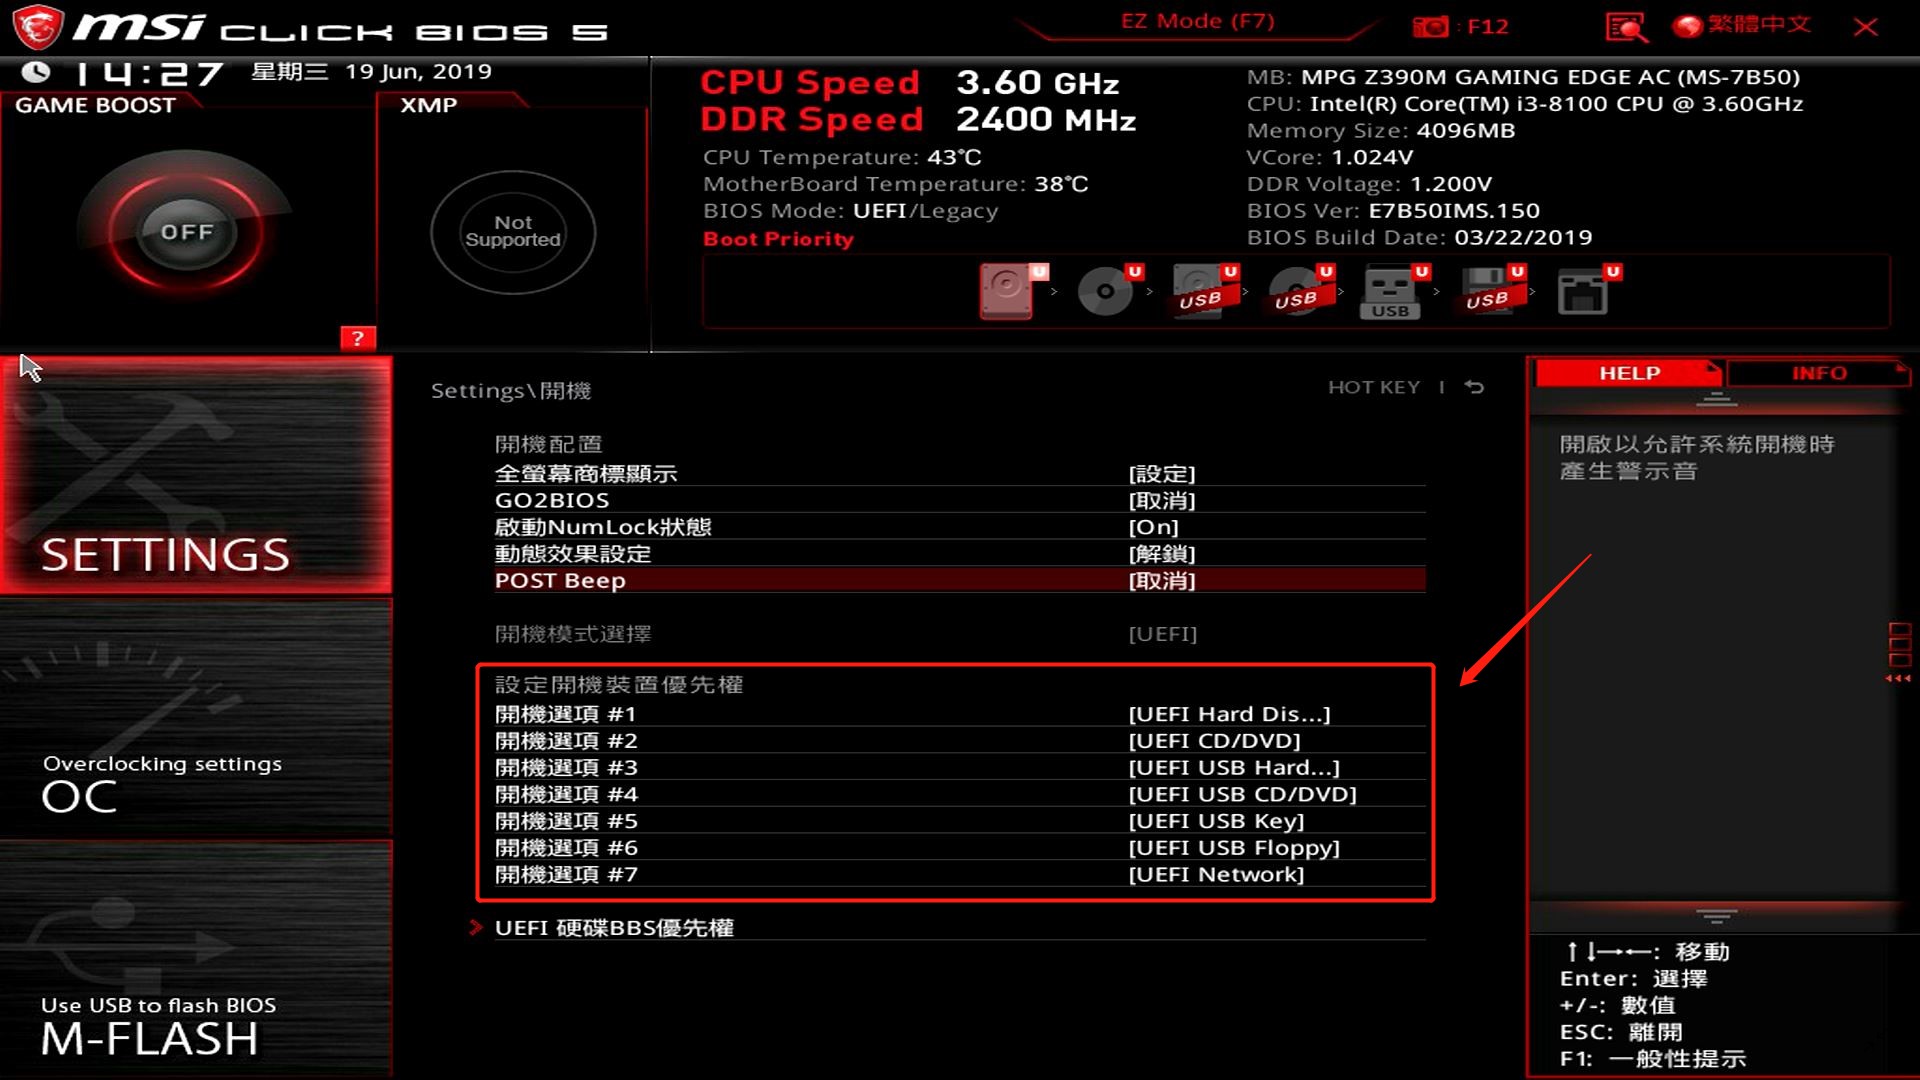 msi CLICK BIOS 5
EZ Mode (F7)
: F12
繁體中文
14:27 星期三 19 Jun, 2019
GAME BOOST
XMP
OFF
Not
Supported
?
CPU Speed 3.60 GHz
DDR Speed 2400 MHz
CPU Temperature: 43℃
MotherBoard Temperature: 38℃
BIOS Mode: UEFI/Legacy
Boot Priority
MB: MPG Z390M GAMING EDGE AC (MS-7B50)
CPU: Intel(R) Core(TM) i3-8100 CPU @ 3.60GHz
Memory Size: 4096MB
VCore: 1.024V
DDR Voltage: 1.200V
BIOS Ver: E7B50IMS.150
BIOS Build Date: 03/22/2019
U U U U U U U
USB USB USB USB
SETTINGS
Overclocking settings
OC
Use USB to flash BIOS
M-FLASH
Settings\開機
HOT KEY |
開機配置
全螢幕商標顯示 [設定]
GO2BIOS [取消]
啟動NumLock狀態 [On]
動態效果設定 [解鎖]
POST Beep [取消]
開機模式選擇 [UEFI]
設定開機裝置優先權
開機選項 #1 [UEFI Hard Dis...]
開機選項 #2 [UEFI CD/DVD]
開機選項 #3 [UEFI USB Hard...]
開機選項 #4 [UEFI USB CD/DVD]
開機選項 #5 [UEFI USB Key]
開機選項 #6 [UEFI USB Floppy]
開機選項 #7 [UEFI Network]
UEFI 硬碟BBS優先權
HELP
INFO
開啟以允許系統開機時
產生警示音
↑↓→←: 移動
Enter: 選擇
+/-: 數值
ESC: 離開
F1: 一般性提示